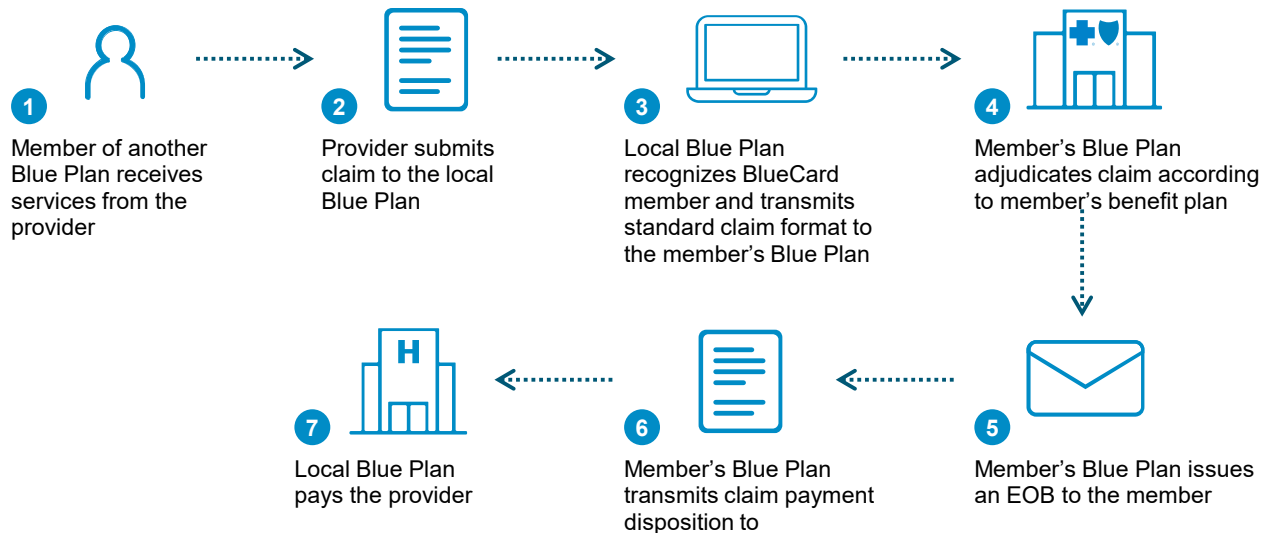 1
Member of another
Blue Plan receives
services from the
provider
2
Provider submits
claim to the local
Blue Plan
3
Local Blue Plan
recognizes BlueCard
member and transmits
standard claim format to
the member's Blue Plan
4
Member's Blue Plan
adjudicates claim according
to member's benefit plan
5
Member's Blue Plan issues
an EOB to the member
6
Member's Blue Plan
transmits claim payment
disposition to
H
7
Local Blue Plan
pays the provider